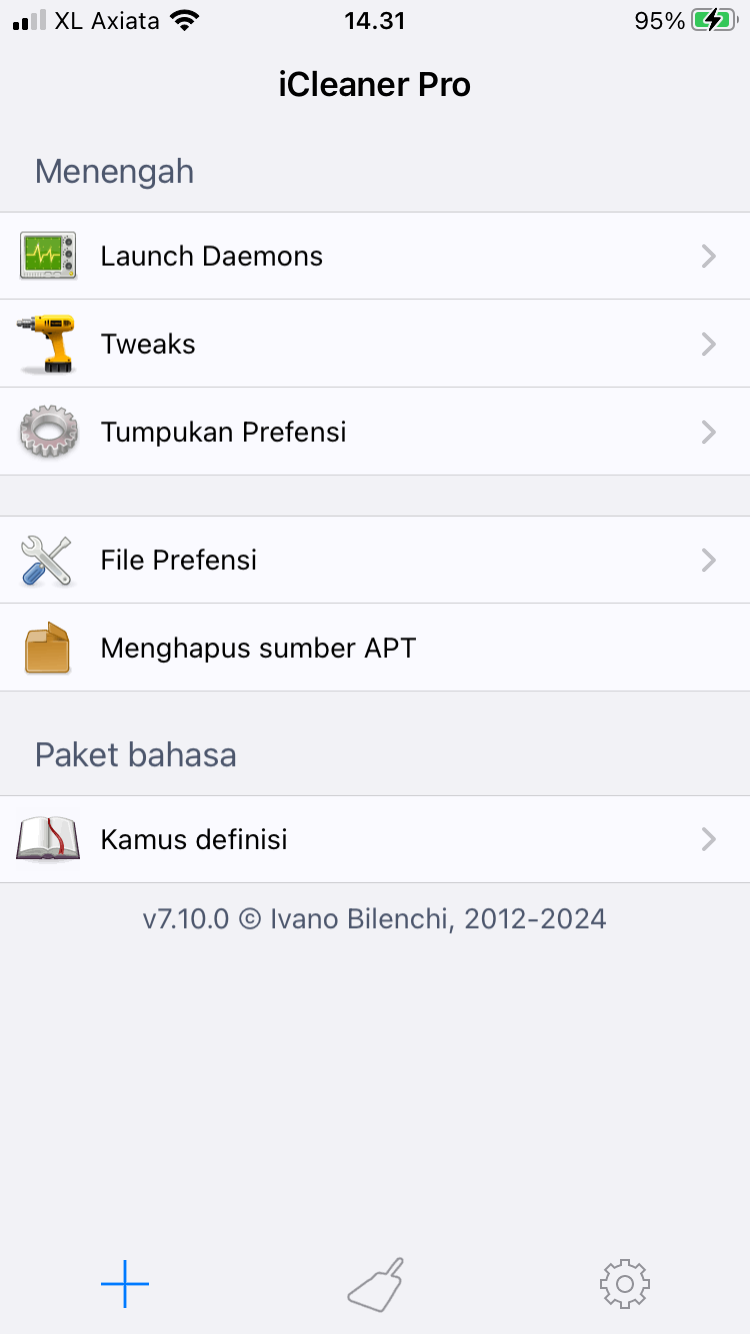 XL Axiata 14.31 95%
iCleaner Pro
Menengah
Launch Daemons
Tweaks
Tumpukan Prefensi
File Prefensi
Menghapus sumber APT
Paket bahasa
Kamus definisi
v7.10.0 © Ivano Bilenchi, 2012-2024